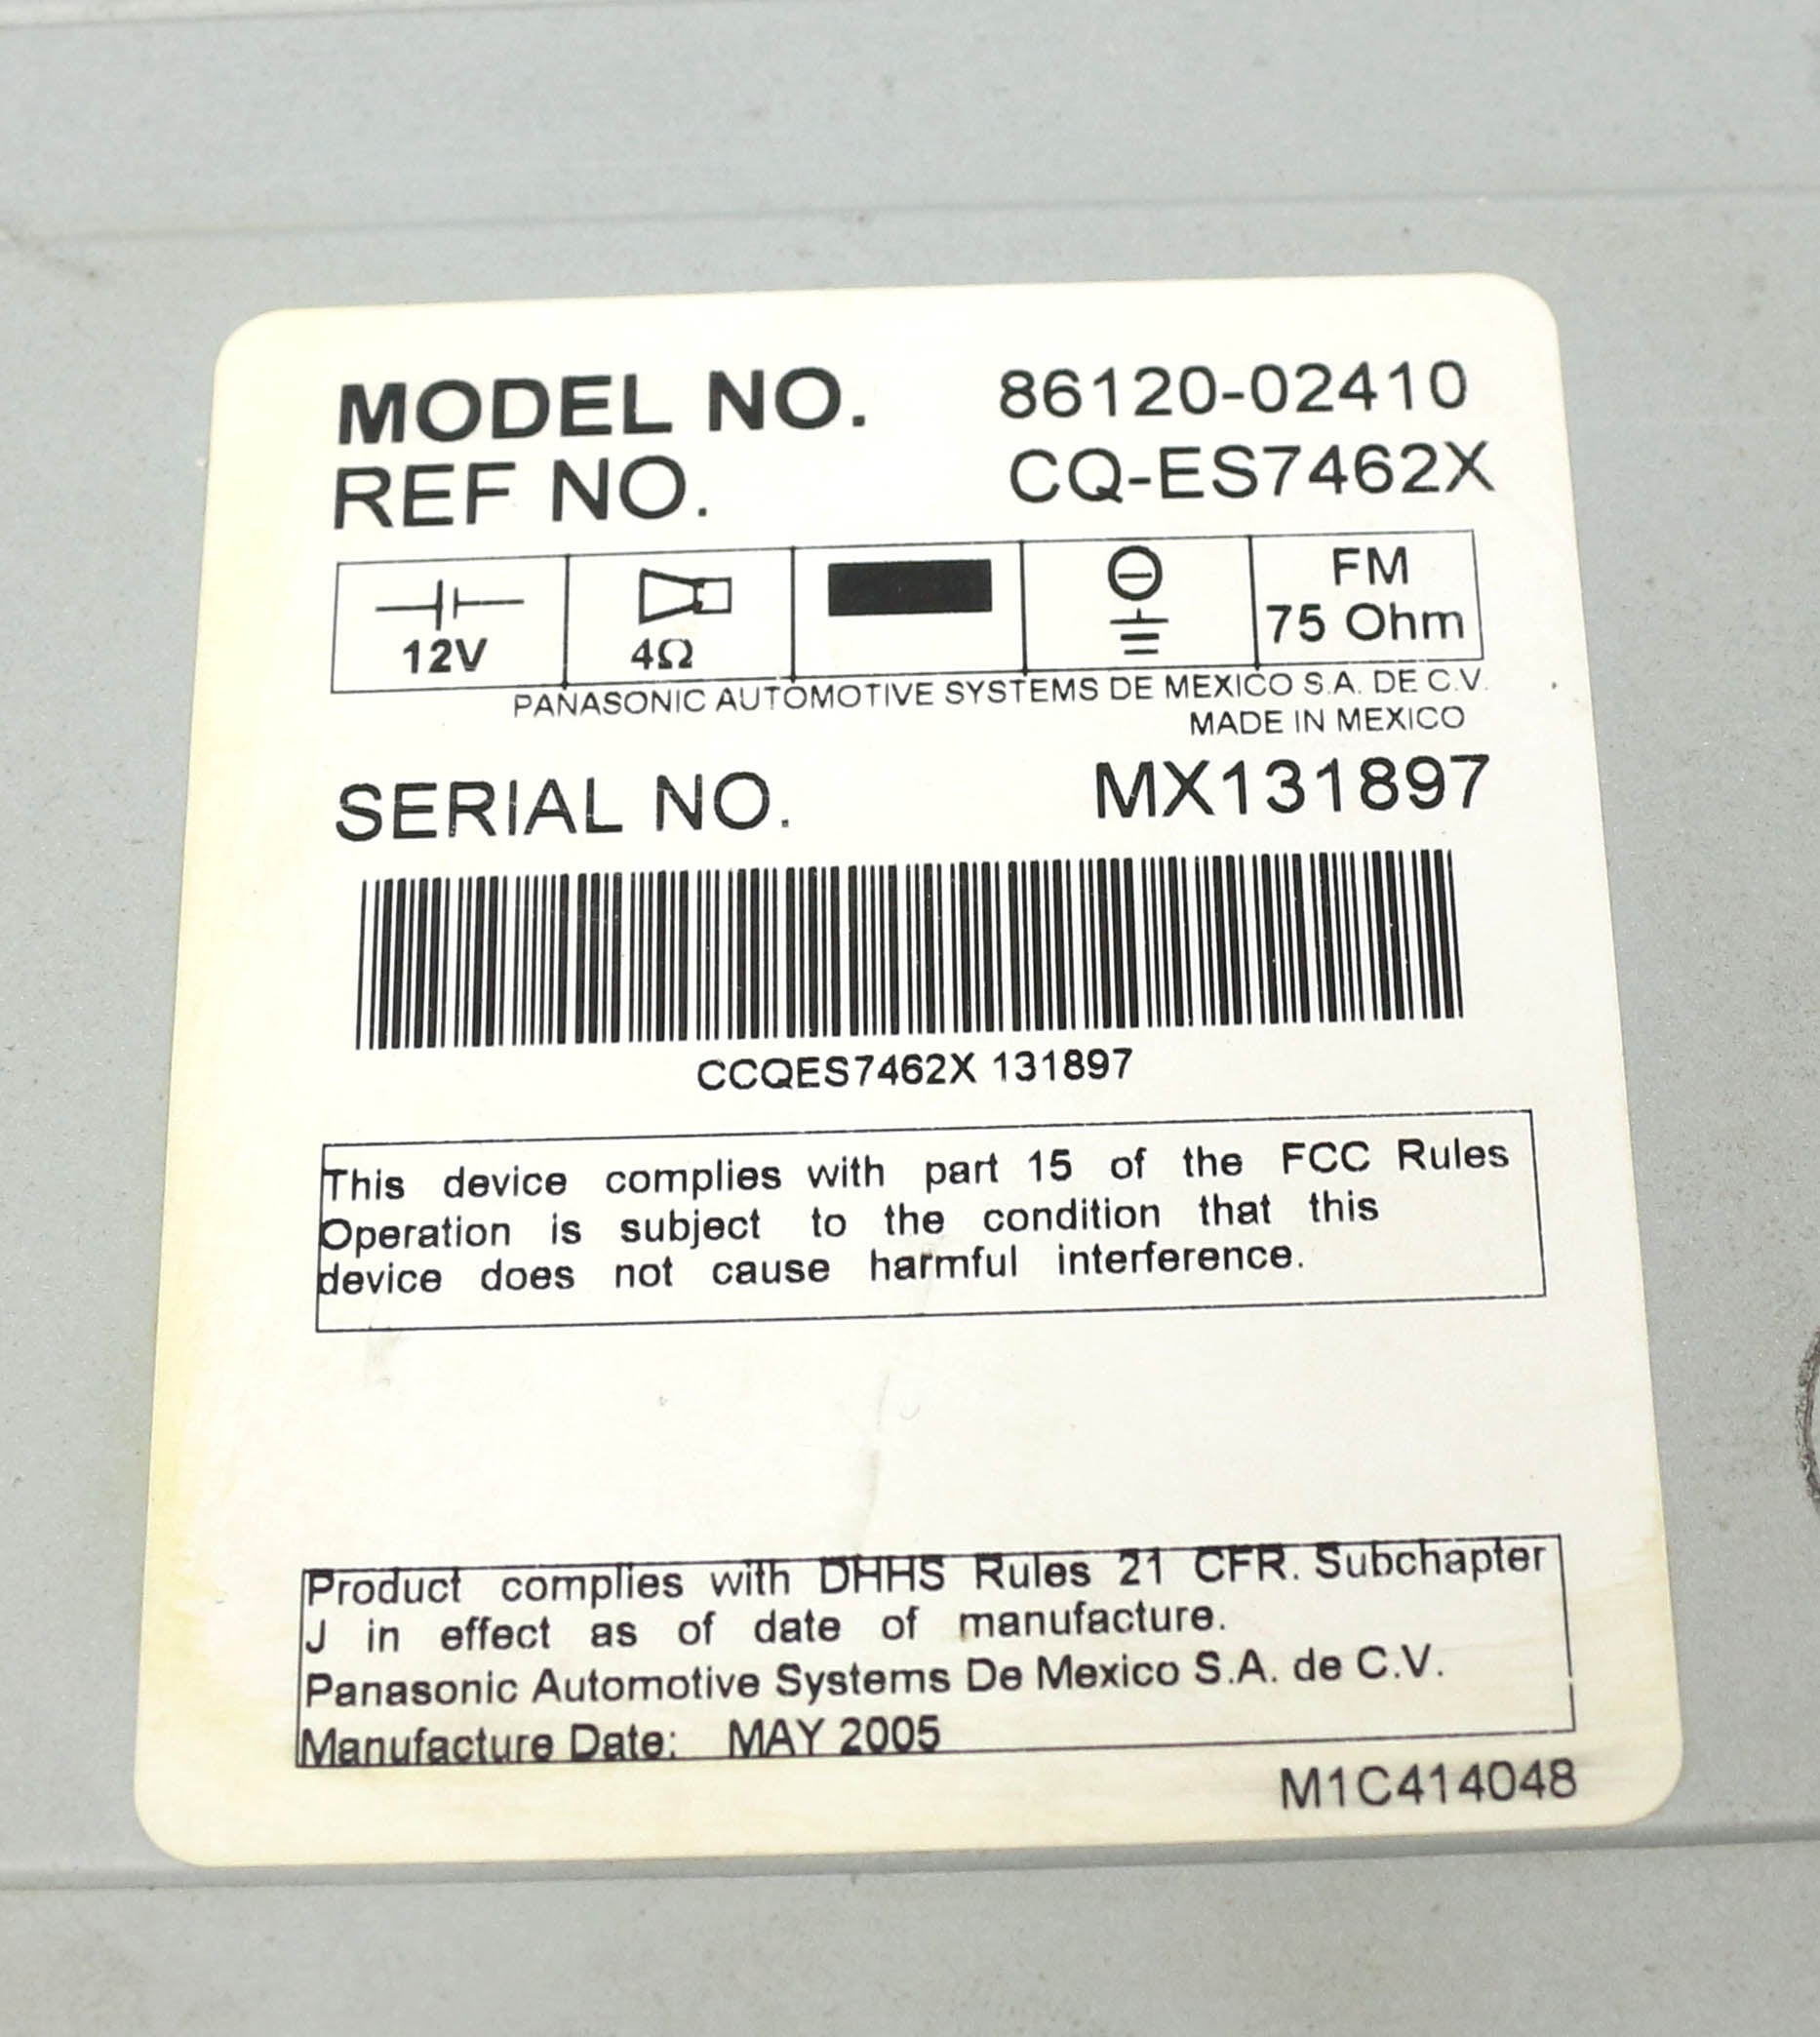 MODEL NO. 86120-02410
REF NO. CQ-ES7462X
12V 4Ω FM
75 Ohm
PANASONIC AUTOMOTIVE SYSTEMS DE MEXICO S.A. DE C.V.
MADE IN MEXICO
SERIAL NO. MX131897
CCQES7462X 131897
This device complies with part 15 of the FCC Rules
Operation is subject to the condition that this
device does not cause harmful interference.
Product complies with DHHS Rules 21 CFR. Subchapter
J in effect as of date of manufacture.
Panasonic Automotive Systems De Mexico S.A. de C.V.
Manufacture Date: MAY 2005
M1C414048